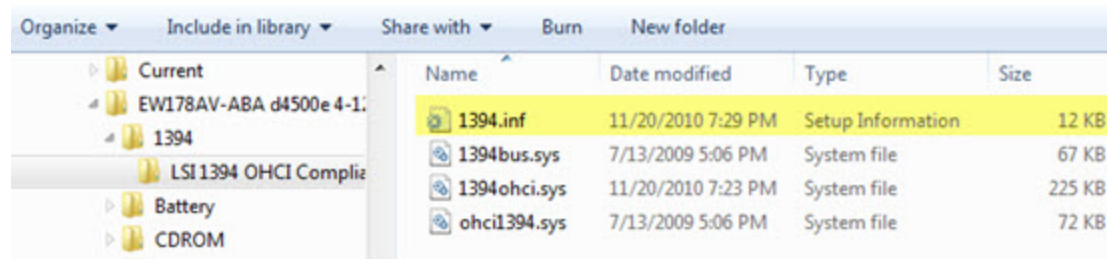 Organize Include in library Share with Burn New folder
Current
EW178AV-ABA d4500e 4-1
1394
LSI 1394 OHCI Complia
Battery
CDROM
Name Date modified Type Size
1394.inf 11/20/2010 7:29 PM Setup Information 12 KB
1394bus.sys 7/13/2009 5:06 PM System file 67 KB
1394ohci.sys 11/20/2010 7:23 PM System file 225 KB
ohci1394.sys 7/13/2009 5:06 PM System file 72 KB